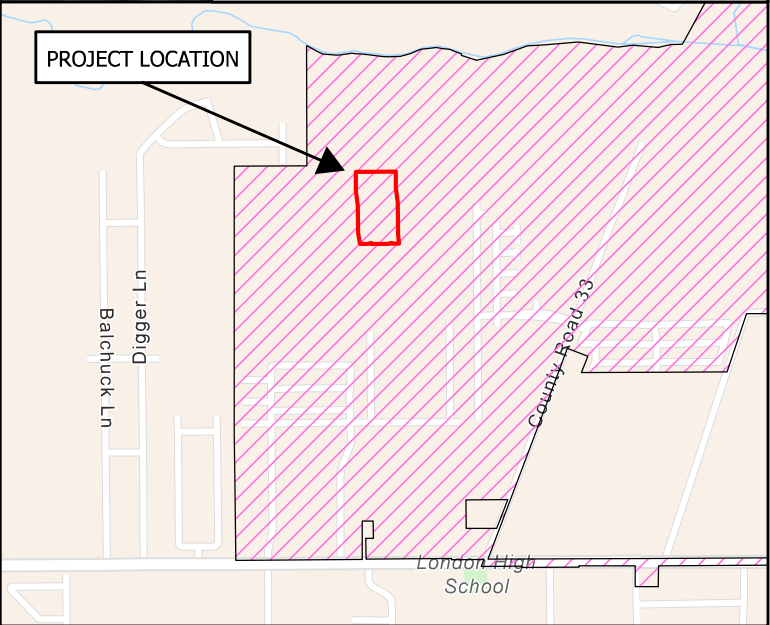 PROJECT LOCATION
Digger Ln
Balchuck Ln
County Road 33
London High
School